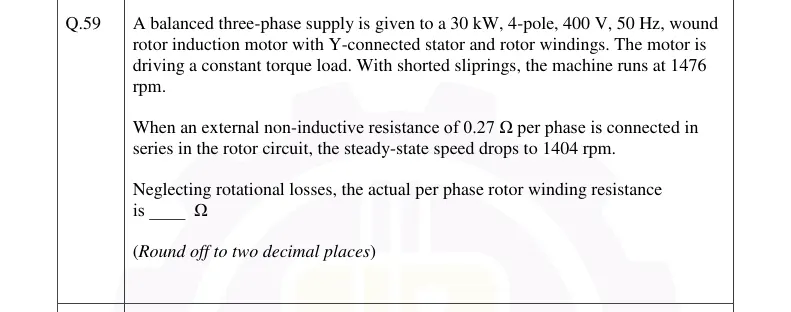 Q.59
A balanced three-phase supply is given to a 30 kW, 4-pole, 400 V, 50 Hz, wound
rotor induction motor with Y-connected stator and rotor windings. The motor is
driving a constant torque load. With shorted sliprings, the machine runs at 1476
rpm.
When an external non-inductive resistance of 0.27 Ω per phase is connected in
series in the rotor circuit, the steady-state speed drops to 1404 rpm.
Neglecting rotational losses, the actual per phase rotor winding resistance
is ____ Ω
(Round off to two decimal places)